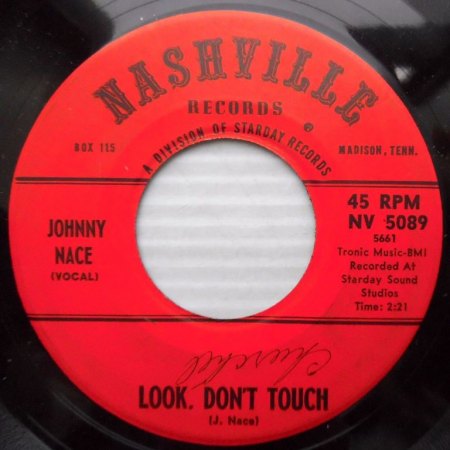 NASHVILLE
RECORDS
BOX 115
A DIVISION OF STARDAY RECORDS
MADISON, TENN.
JOHNNY
NACE
(VOCAL)
45 RPM
NV 5089
5661
Tronic Music-BMI
Recorded At
Starday Sound
Studios
Time: 2:21
LOOK. DON'T TOUCH
(J. Nace)